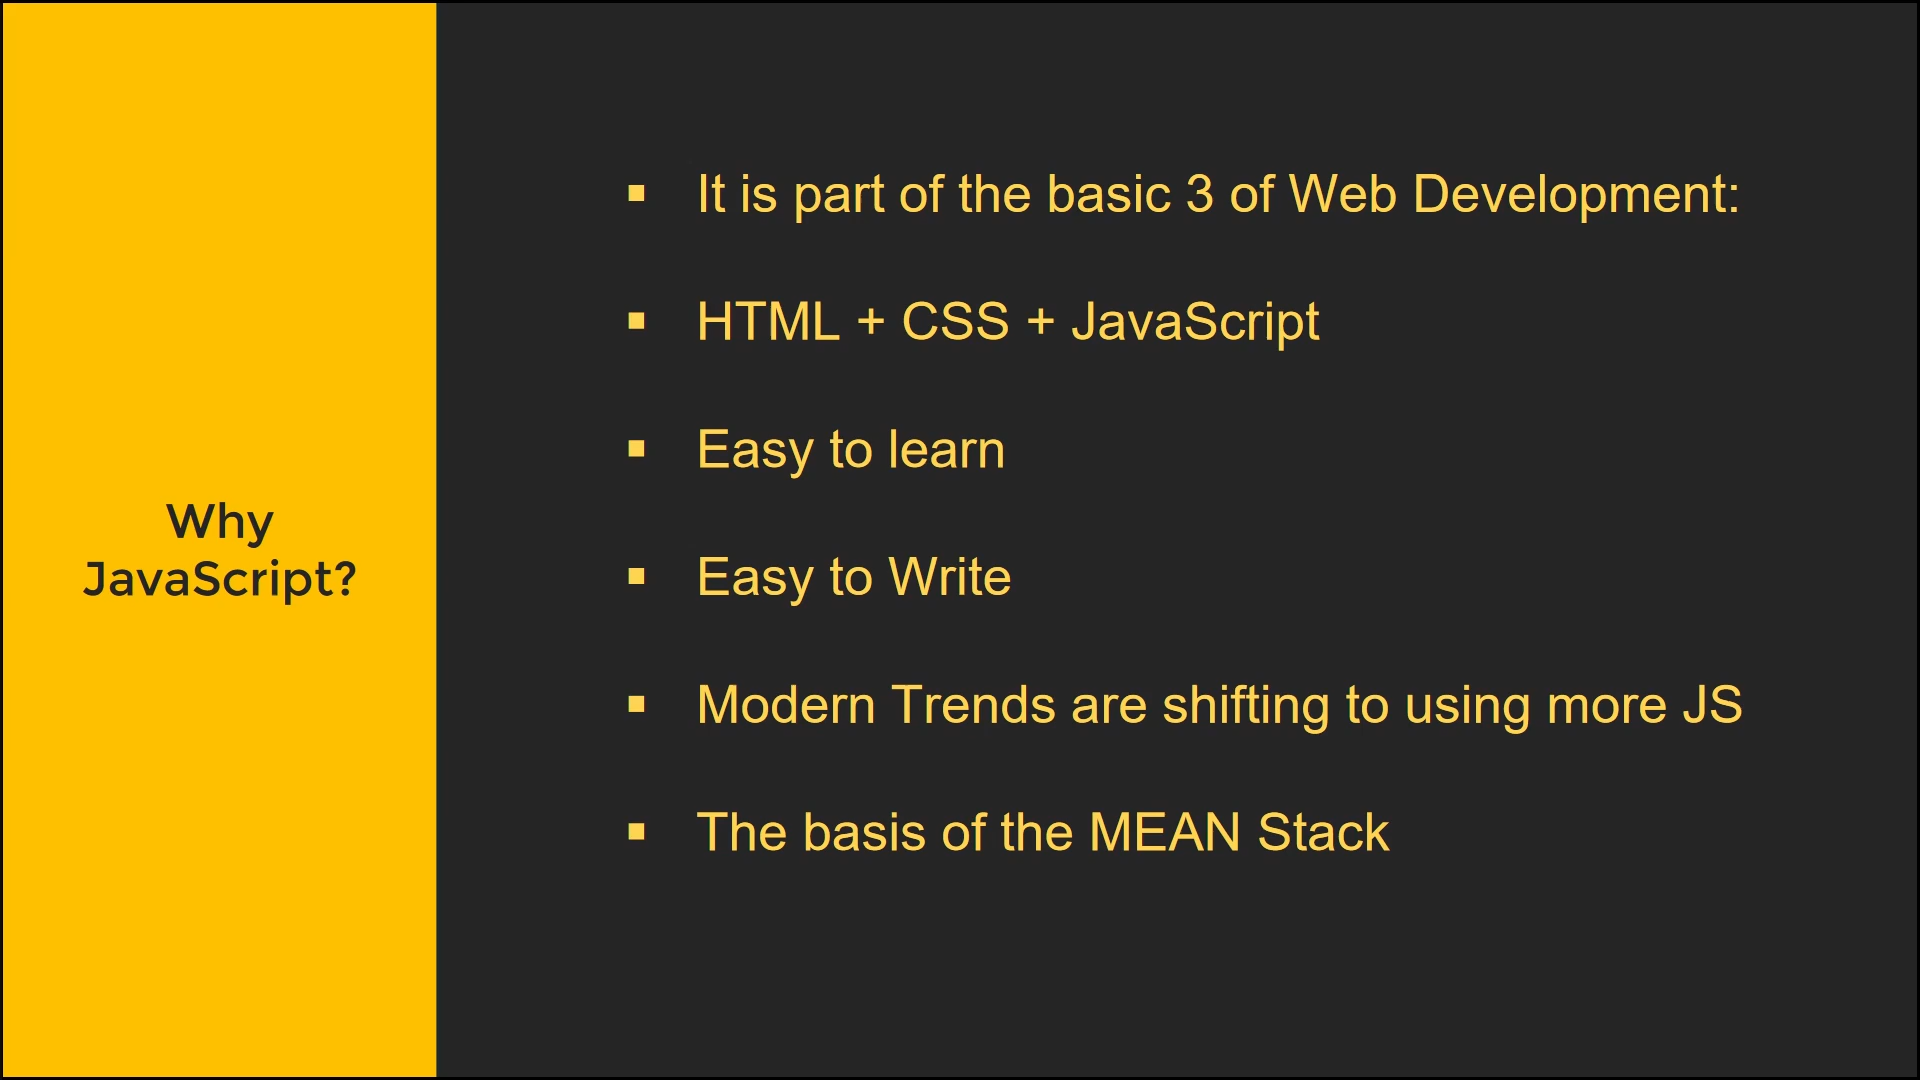 Why
JavaScript?
▪ It is part of the basic 3 of Web Development:
▪ HTML + CSS + JavaScript
▪ Easy to learn
▪ Easy to Write
▪ Modern Trends are shifting to using more JS
▪ The basis of the MEAN Stack